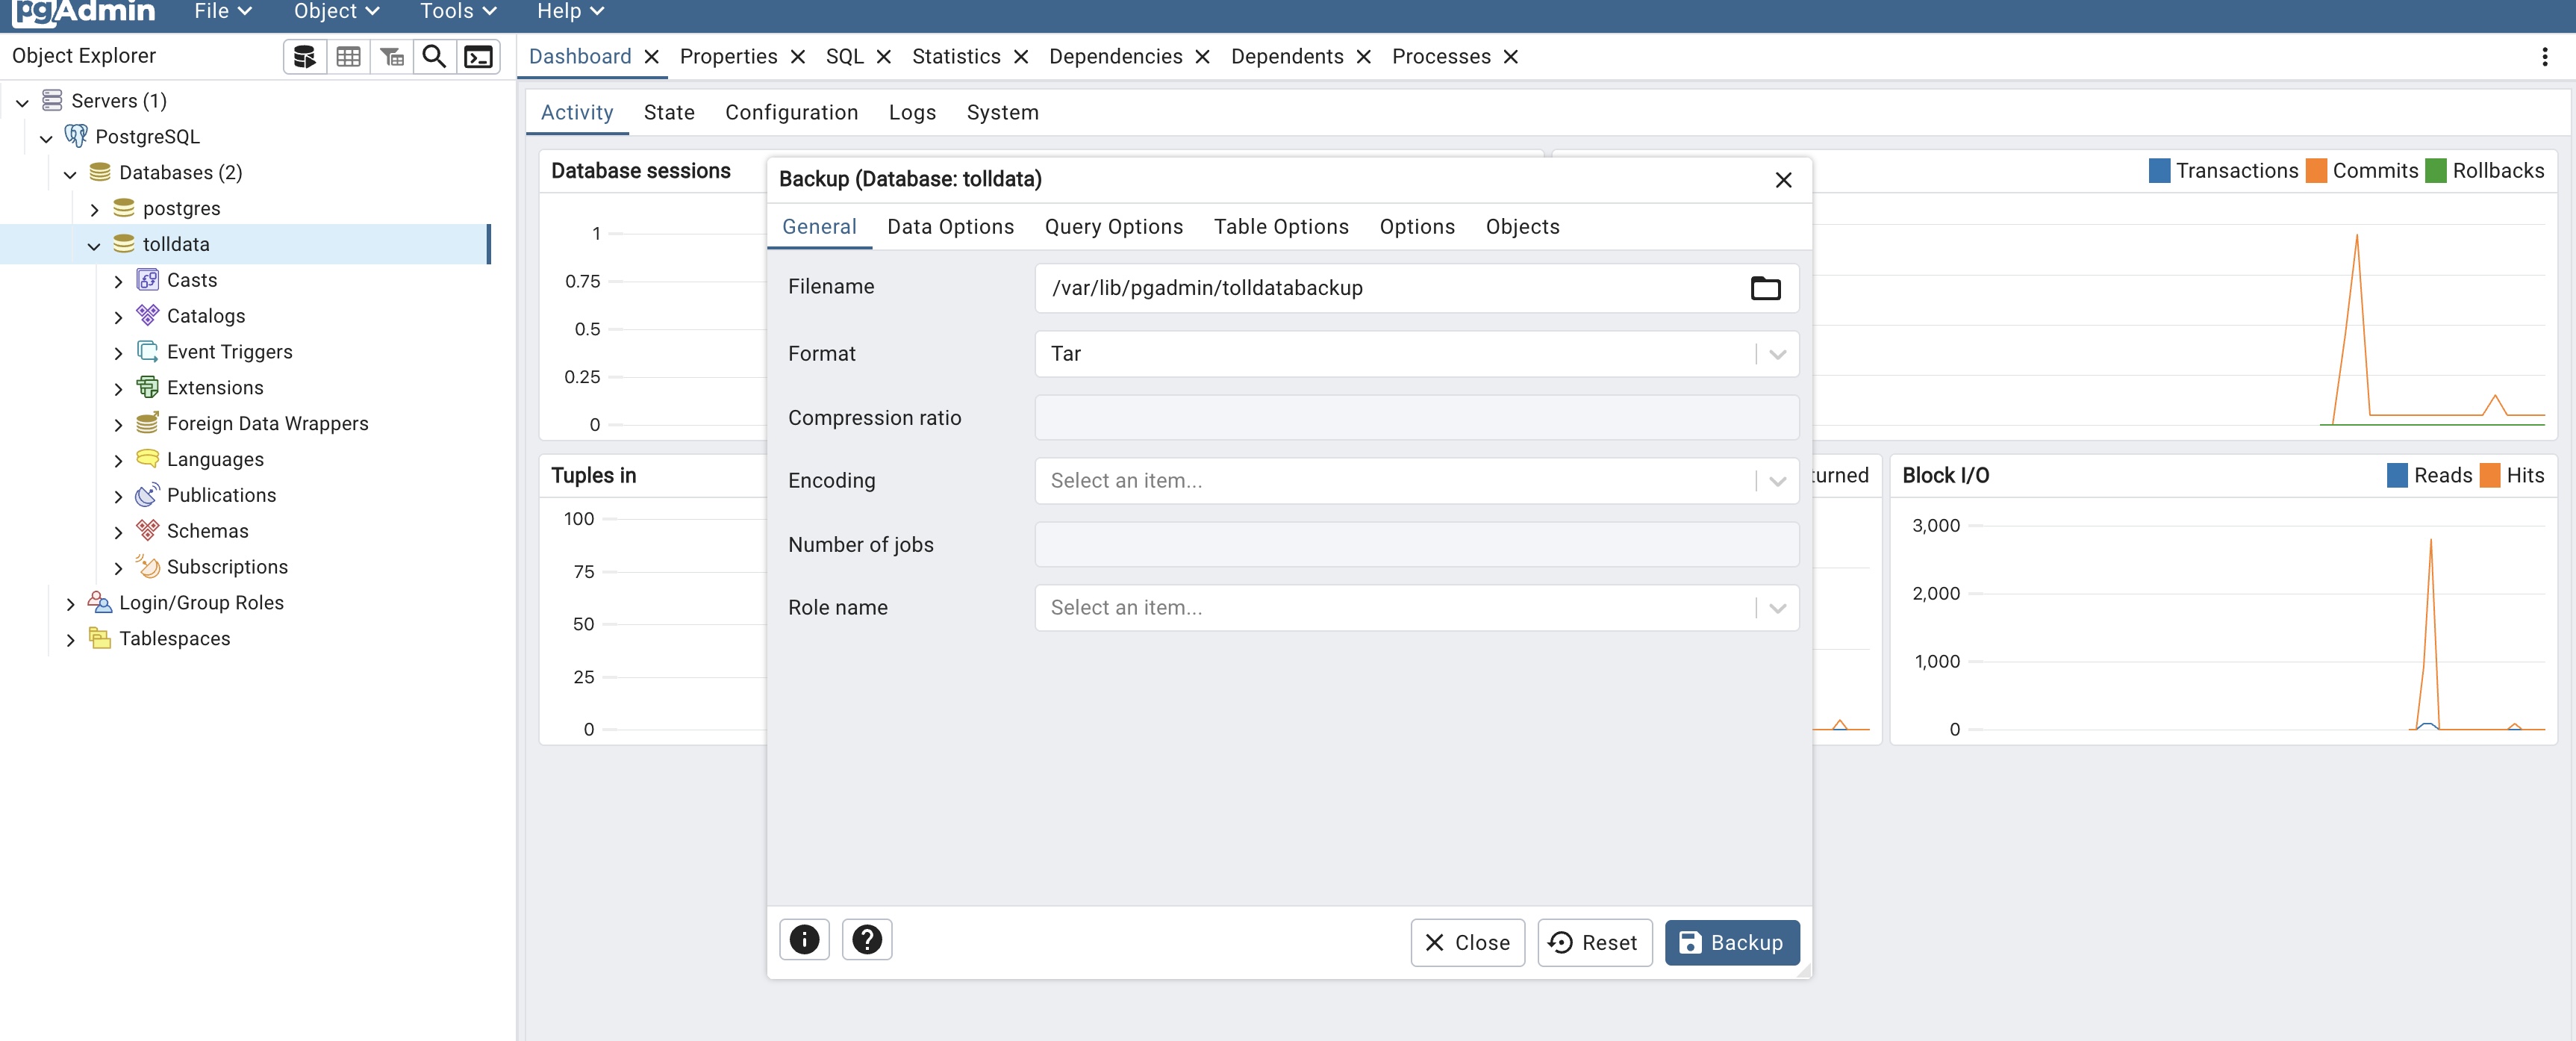 pgAdmin File Object Tools Help
Object Explorer
Dashboard Properties SQL Statistics Dependencies Dependents Processes
Servers (1)
PostgreSQL
Databases (2)
postgres
tolldata
Casts
Catalogs
Event Triggers
Extensions
Foreign Data Wrappers
Languages
Publications
Schemas
Subscriptions
Login/Group Roles
Tablespaces
Activity State Configuration Logs System
Database sessions
1
0.75
0.5
0.25
0
Transactions Commits Rollbacks
Tuples in
100
75
50
25
0
turned
Block I/O
Reads Hits
3,000
2,000
1,000
0
Backup (Database: tolldata)
General Data Options Query Options Table Options Options Objects
Filename /var/lib/pgadmin/tolldatabackup
Format Tar
Compression ratio
Encoding Select an item...
Number of jobs
Role name Select an item...
Close Reset Backup